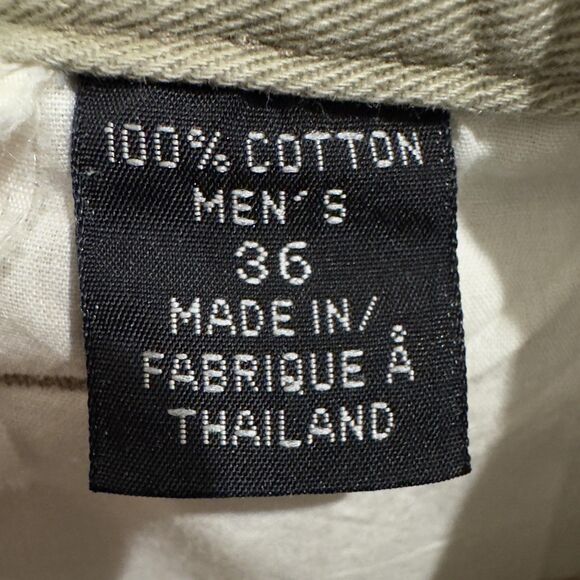 100% COTTON
MEN'S
36
MADE IN/
FABRIQUE Å
THAILAND